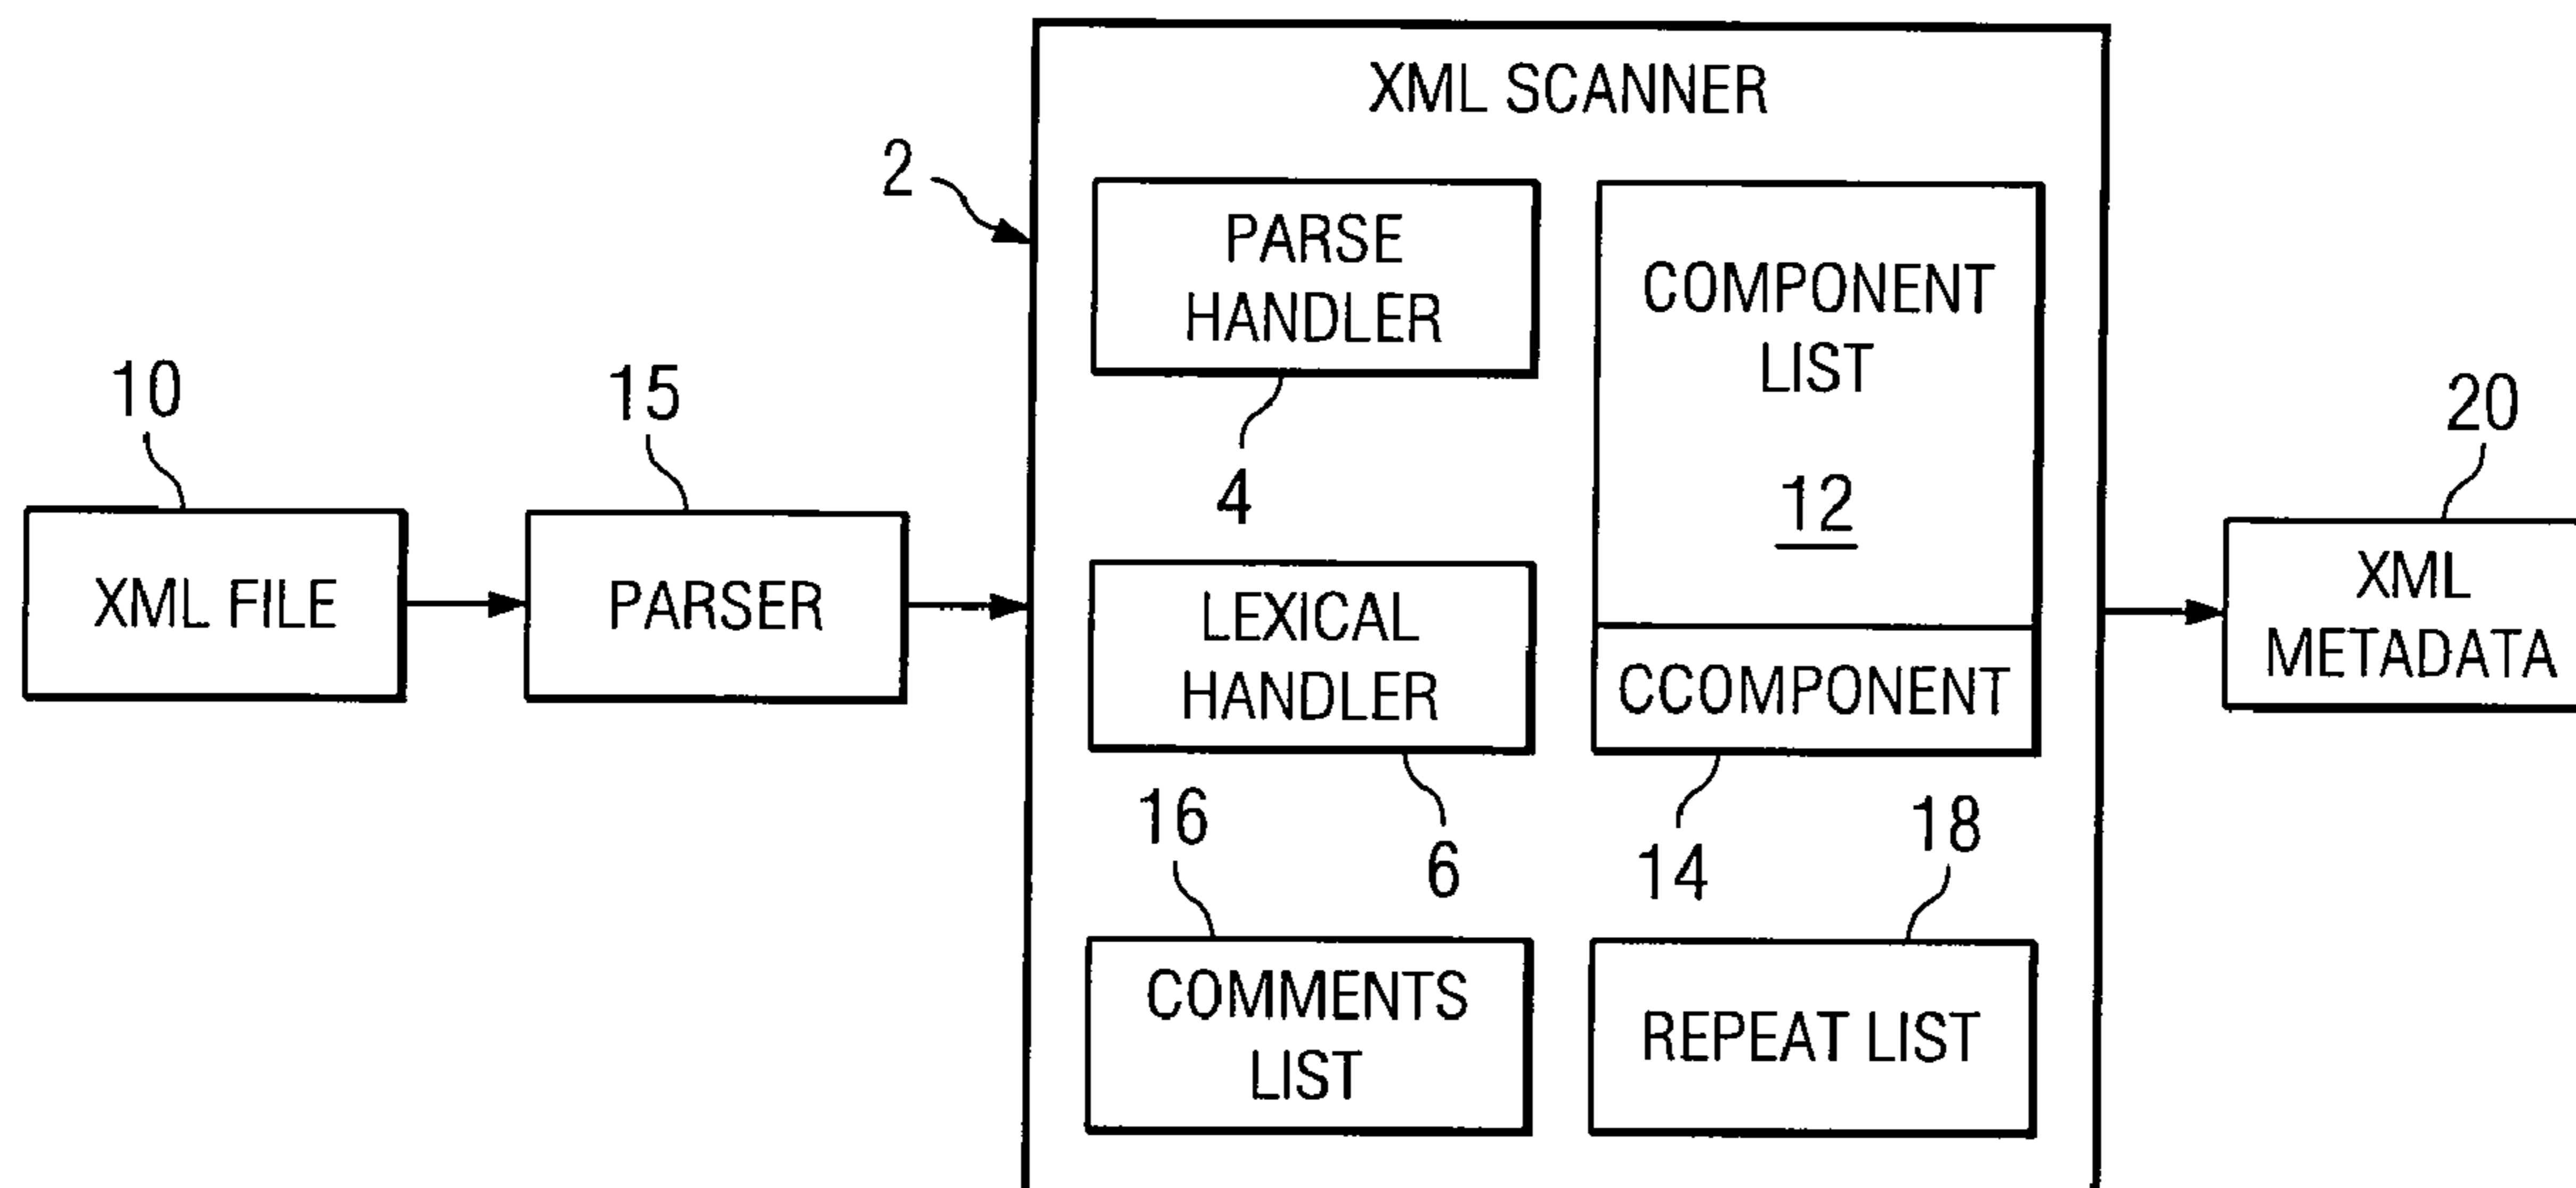 XML SCANNER
2
PARSE
HANDLER
4
COMPONENT
LIST
12
10
15
20
XML FILE
PARSER
LEXICAL
HANDLER
6
CCOMPONENT
14
XML
METADATA
16
18
COMMENTS
LIST
REPEAT LIST